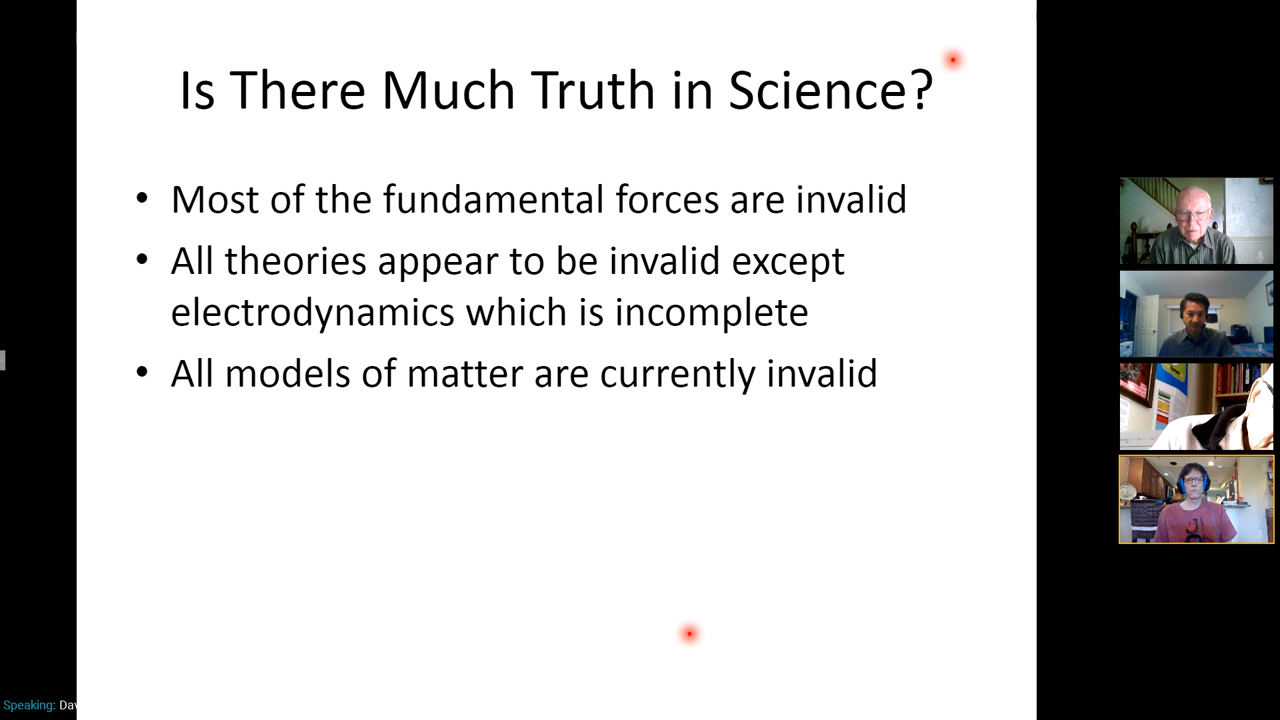 Is There Much Truth in Science?
• Most of the fundamental forces are invalid
• All theories appear to be invalid except
electrodynamics which is incomplete
• All models of matter are currently invalid
Speaking: